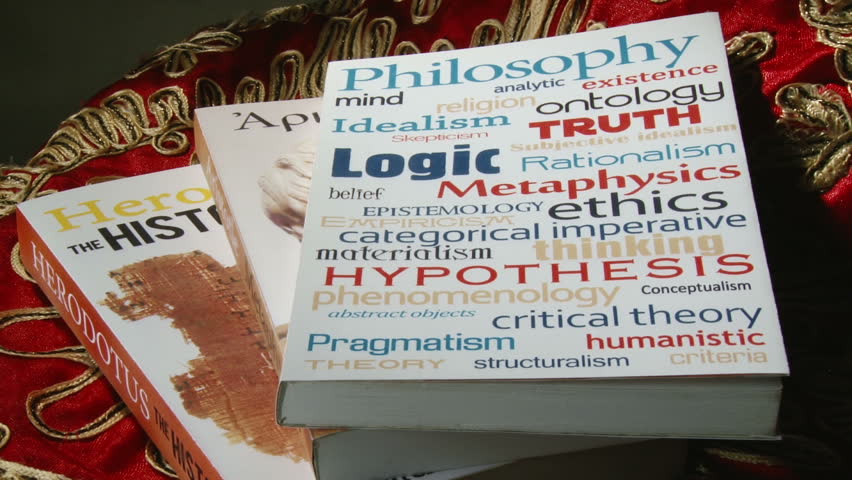 Philosophy
mind analytic existence
religion ontology
Idealism TRUTH
Skepticism Subjective idealism
Logic Rationalism
belief Metaphysics
EPISTEMOLOGY ethics
EMPIRICISM
categorical imperative
materialism thinking
HYPOTHESIS
phenomenology Conceptualism
abstract objects critical theory
Pragmatism humanistic
THEORY structuralism criteria
Ἀρι
Hero
THE HISTO
HERODOTUS THE HIST